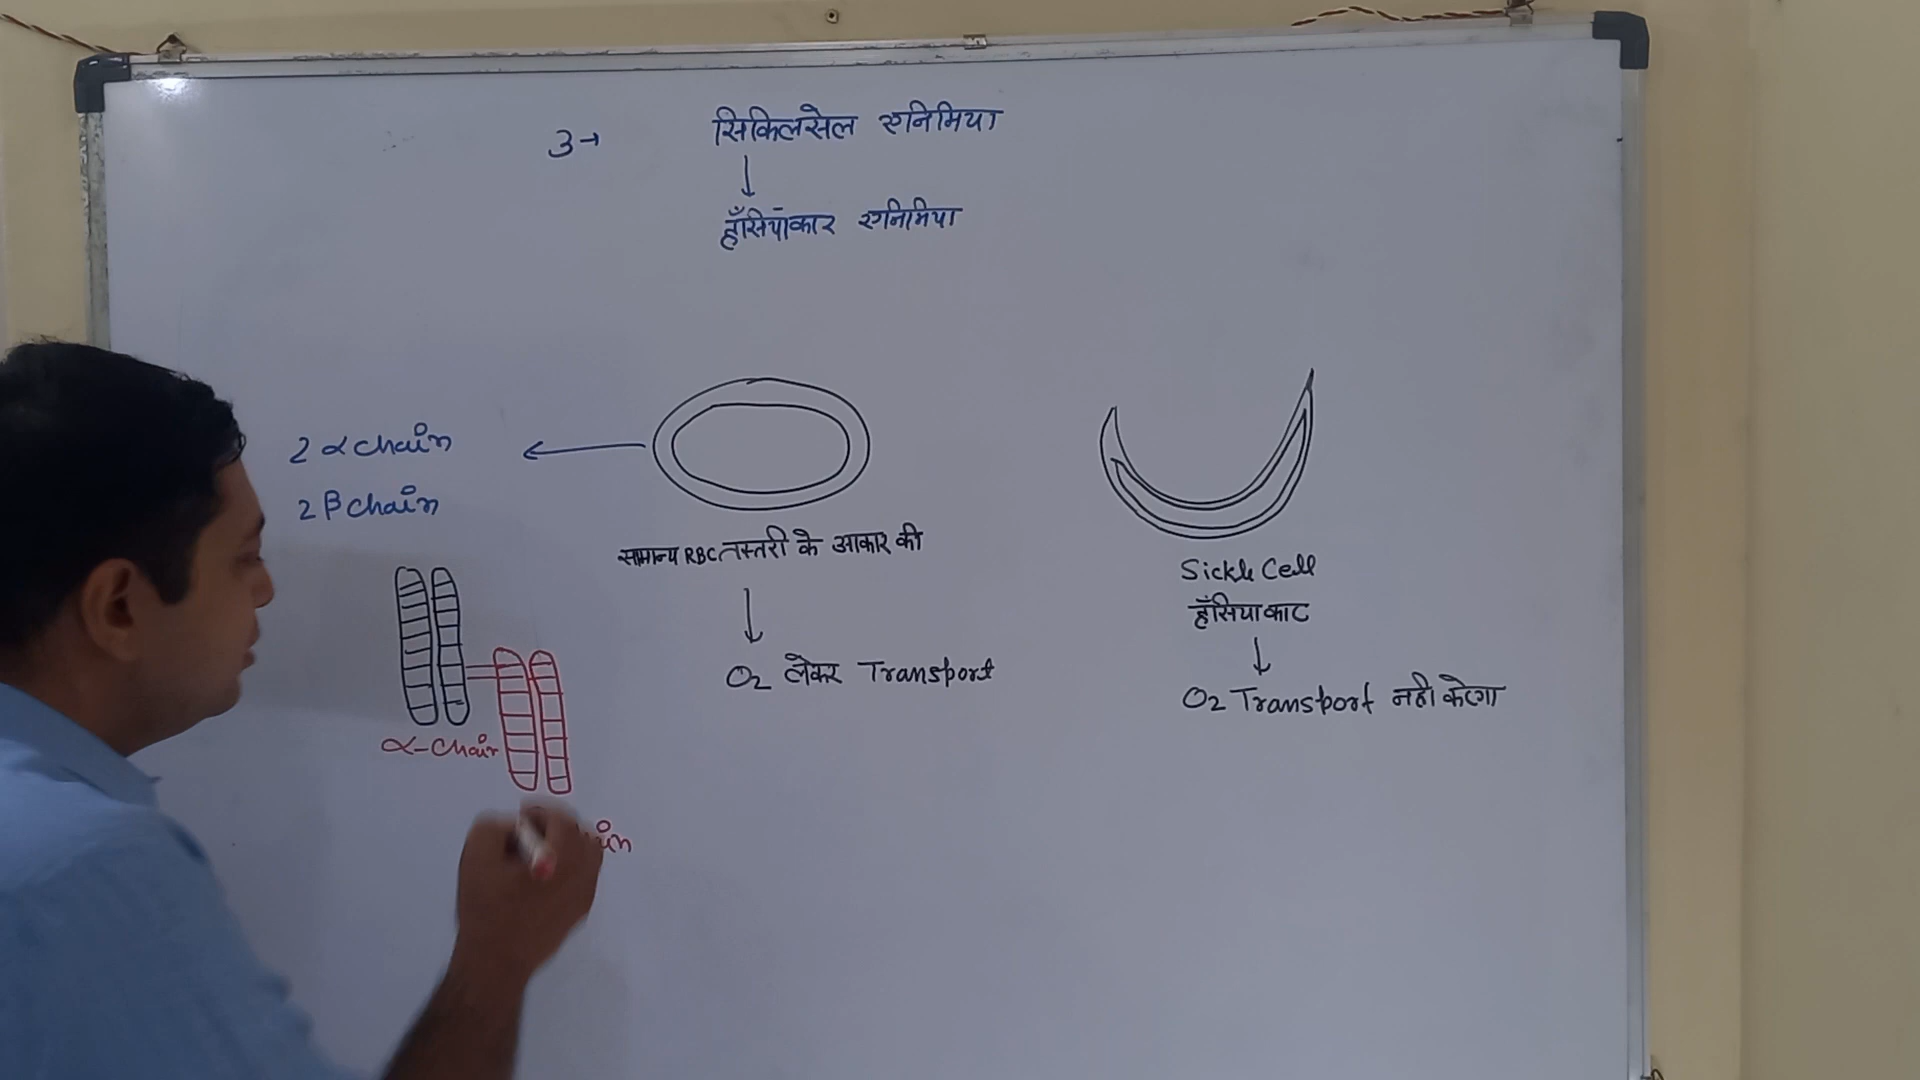 3→ सिकिलसेल एनिमिया
↓
हँसियांकार एनिमिया
2 α chain
2 β chain
←
सामान्य RBC तस्तरी के आकार की
↓
O2 लेकर Transport
Sickle Cell
हँसियाकाट
↓
O2 Transport नही करेगा
α-Chain